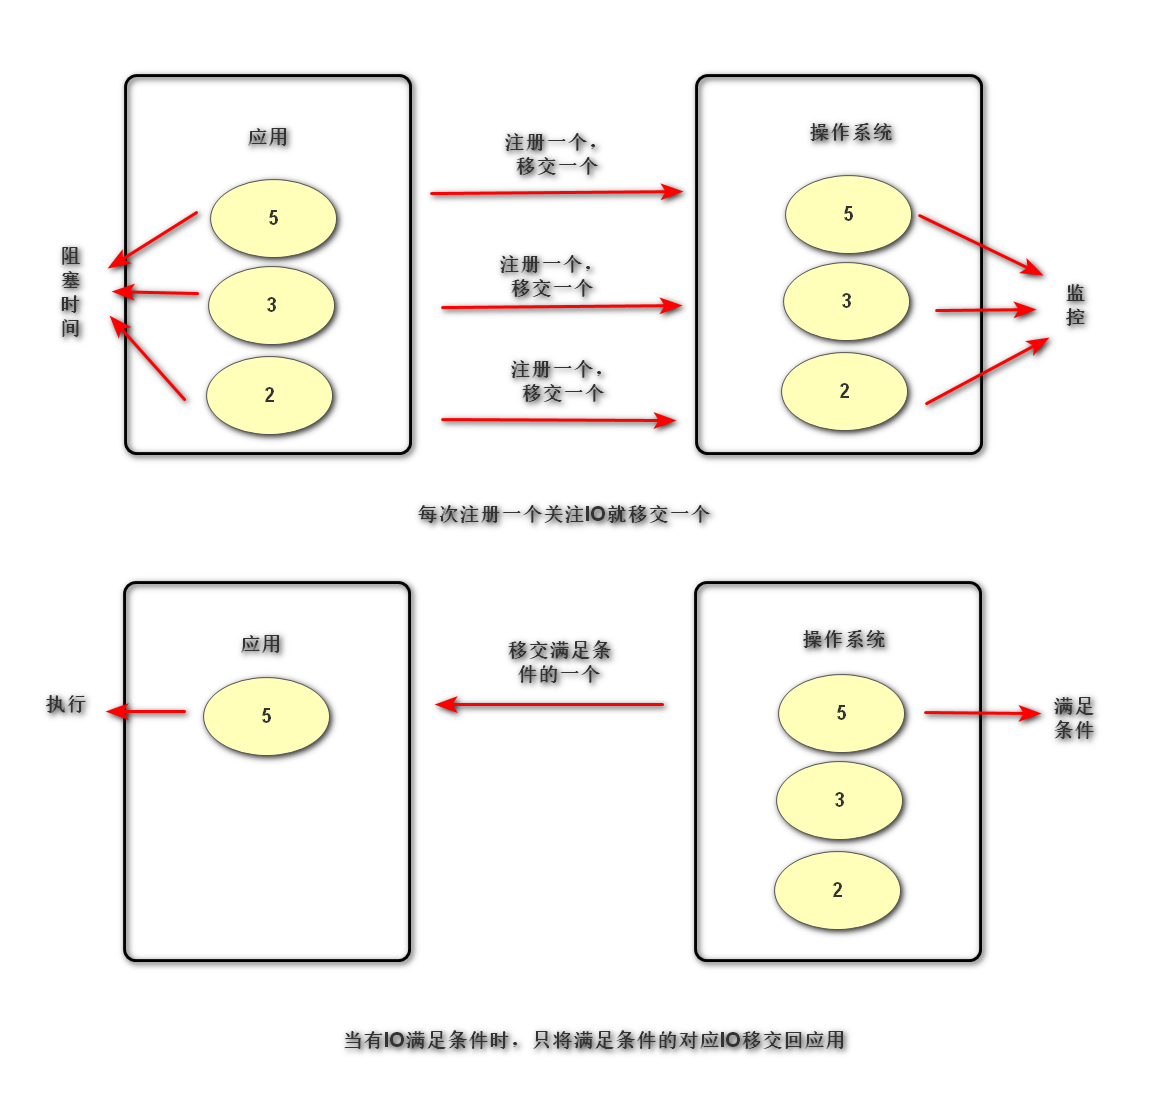 应用
操作系统
注册一个，
移交一个
5
5
阻
塞
时
间
注册一个，
移交一个
3
3
监
控
注册一个，
移交一个
2
2
每次注册一个关注IO就移交一个
应用
操作系统
移交满足条
件的一个
执行
5
5
满足
条件
3
2
当有IO满足条件时，只将满足条件的对应IO移交回应用